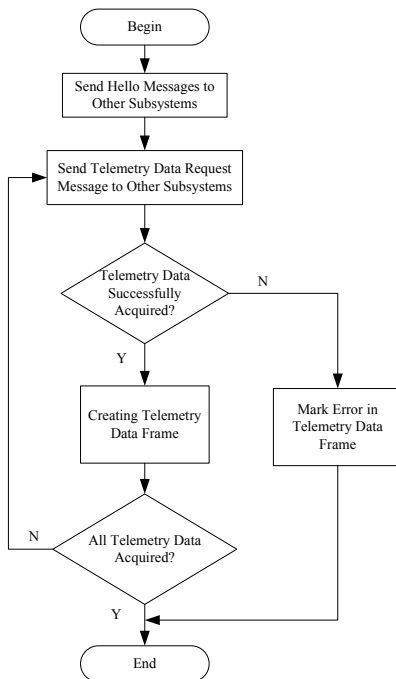 Begin
Send Hello Messages to
Other Subsystems
Send Telemetry Data Request
Message to Other Subsystems
Telemetry Data
Successfully
Acquired?
N
Y
Creating Telemetry
Data Frame
Mark Error in
Telemetry Data
Frame
N
All Telemetry Data
Acquired?
Y
End